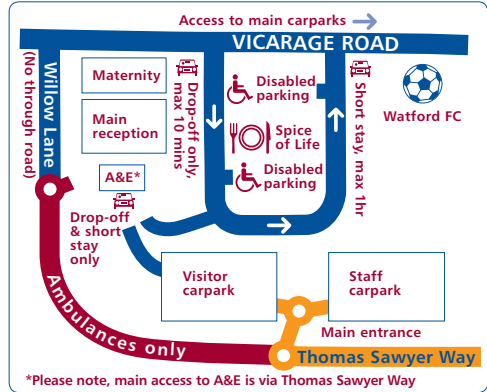 Access to main carparks
VICARAGE ROAD
Willow Lane
(No through road)
Maternity
Main
reception
A&E*
Drop-off
& short
stay
only
Drop-off only,
max 10 mins
Disabled
parking
Spice
of Life
Disabled
parking
Short stay, max 1hr
Watford FC
Visitor
carpark
Staff
carpark
Main entrance
Ambulances only
Thomas Sawyer Way
*Please note, main access to A&E is via Thomas Sawyer Way